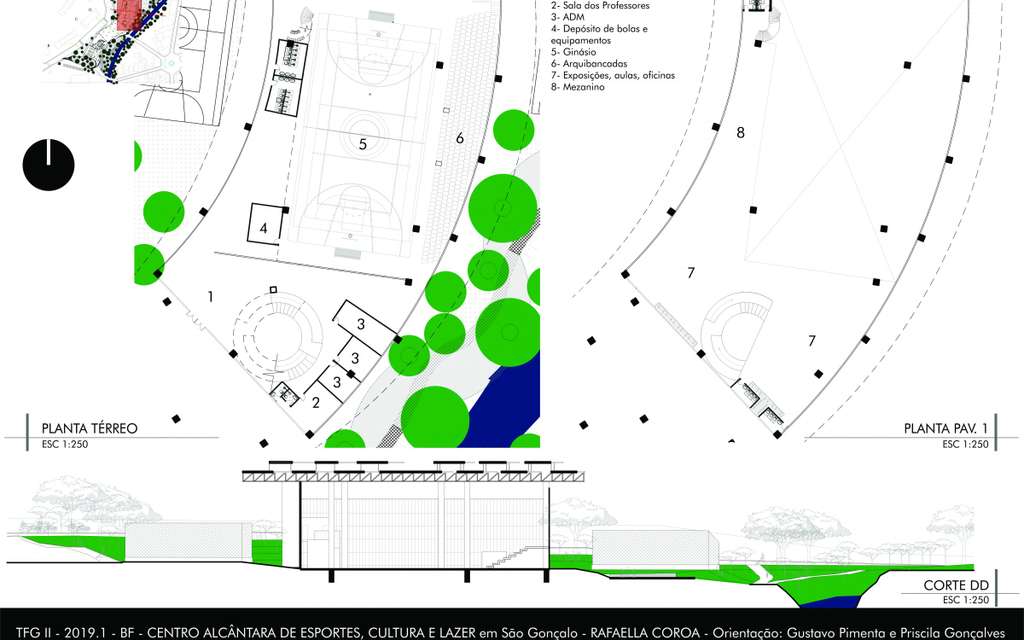 2- Sala dos Professores
3- ADM
4- Depósito de bolas e
equipamentos
5- Ginásio
6- Arquibancadas
7- Exposições, aulas, oficinas
8- Mezanino
5
6
4
1
3
3
3
2
8
7
7
PLANTA TÉRREO
ESC 1:250
PLANTA PAV. 1
ESC 1:250
CORTE DD
ESC 1:250
TFG II - 2019.1 - BF - CENTRO ALCÂNTARA DE ESPORTES, CULTURA E LAZER em São Gonçalo - RAFAELLA COROA - Orientação: Gustavo Pimenta e Priscila Gonçalves